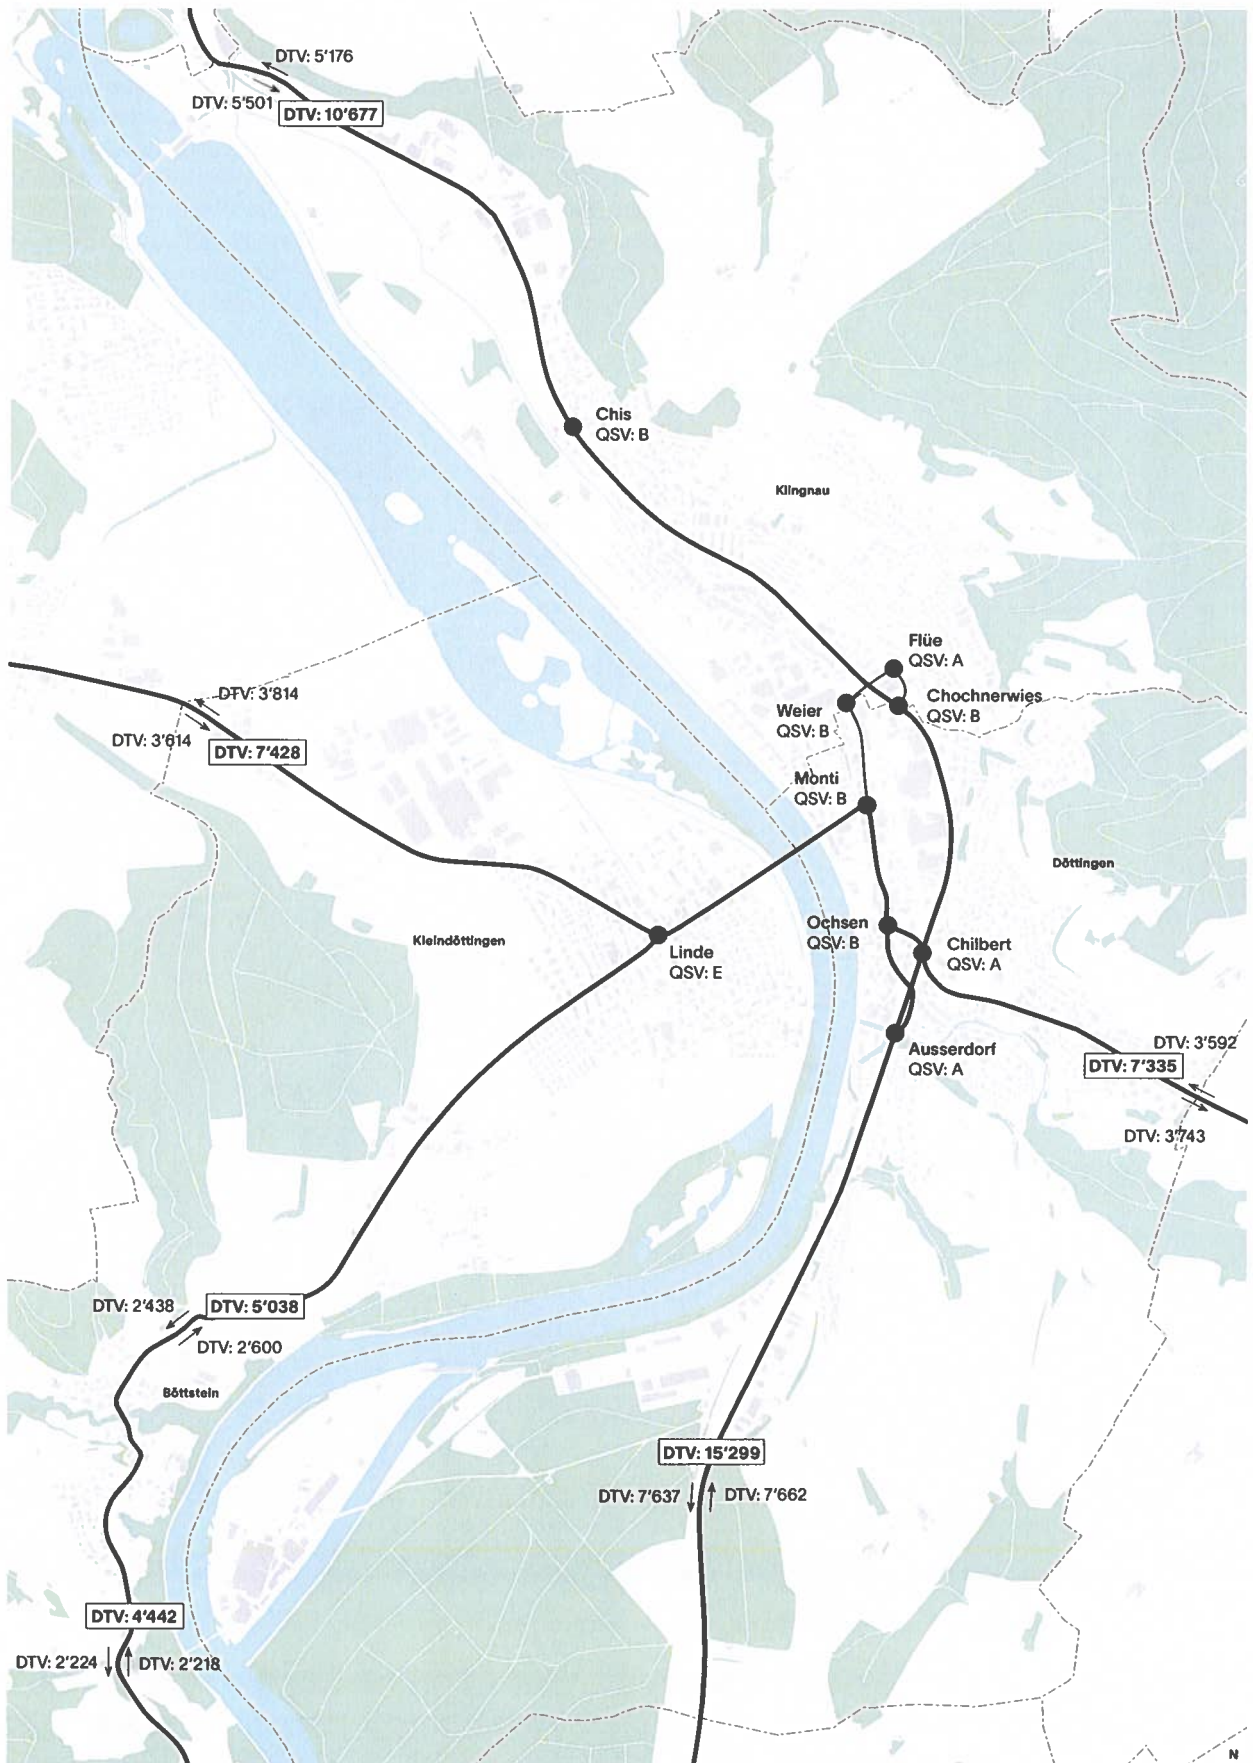 DTV: 5'176
DTV: 5'501
DTV: 10'677
Chis
QSV: B
Klingnau
Flüe
QSV: A
Chochnerwies
QSV: B
Weier
QSV: B
DTV: 3'814
DTV: 3'614
DTV: 7'428
Monti
QSV: B
Döttingen
Ochsen
QSV: B
Kleindöttingen
Linde
QSV: E
Chilbert
QSV: A
Ausserdorf
QSV: A
DTV: 3'592
DTV: 7'335
DTV: 3'743
DTV: 2'438
DTV: 5'038
DTV: 2'600
Böttstein
DTV: 15'299
DTV: 7'637
DTV: 7'662
DTV: 4'442
DTV: 2'224
DTV: 2'218
N